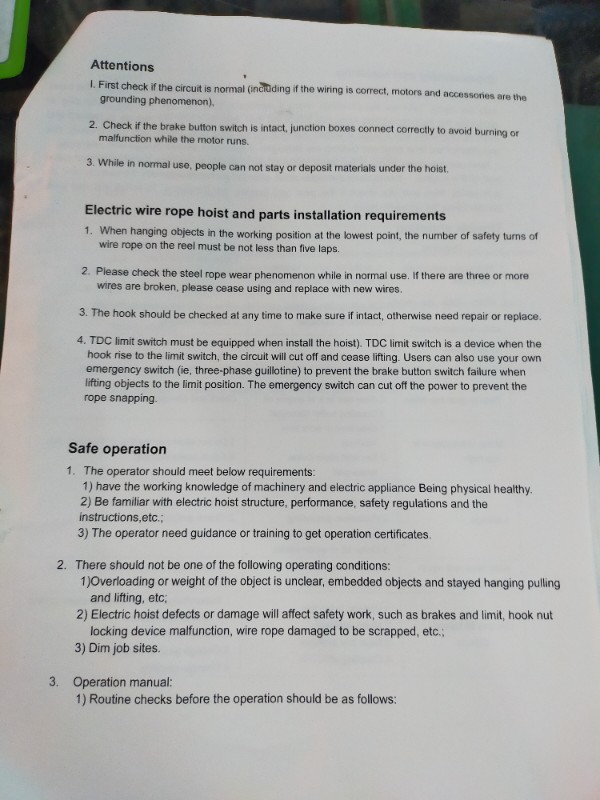 Attentions
I. First check if the circuit is normal (including if the wiring is correct, motors and accessories are the
grounding phenomenon),
2. Check if the brake button switch is intact, junction boxes connect correctly to avoid burning or
malfunction while the motor runs.
3. While in normal use, people can not stay or deposit materials under the hoist.
Electric wire rope hoist and parts installation requirements
1. When hanging objects in the working position at the lowest point, the number of safety turns of
wire rope on the reel must be not less than five laps.
2. Please check the steel rope wear phenomenon while in normal use. If there are three or more
wires are broken, please cease using and replace with new wires.
3. The hook should be checked at any time to make sure if intact, otherwise need repair or replace.
4. TDC limit switch must be equipped when install the hoist). TDC limit switch is a device when the
hook rise to the limit switch, the circuit will cut off and cease lifting. Users can also use your own
emergency switch (ie, three-phase guillotine) to prevent the brake button switch failure when
lifting objects to the limit position. The emergency switch can cut off the power to prevent the
rope snapping.
Safe operation
1. The operator should meet below requirements:
1) have the working knowledge of machinery and electric appliance Being physical healthy.
2) Be familiar with electric hoist structure, performance, safety regulations and the
instructions,etc.;
3) The operator need guidance or training to get operation certificates.
2. There should not be one of the following operating conditions:
1)Overloading or weight of the object is unclear, embedded objects and stayed hanging pulling
and lifting, etc;
2) Electric hoist defects or damage will affect safety work, such as brakes and limit, hook nut
locking device malfunction, wire rope damaged to be scrapped, etc.;
3) Dim job sites.
3. Operation manual:
1) Routine checks before the operation should be as follows: